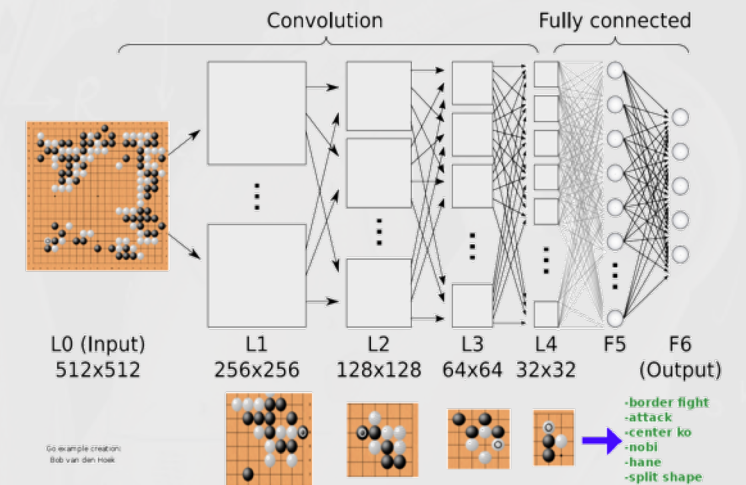 Convolution
Fully connected
L0 (Input)
512x512
L1
256x256
L2
128x128
L3
64x64
L4
32x32
F5
F6
(Output)
Go example creation:
Bob van den Hoek
-border fight
-attack
-center ko
-nobi
-hane
-split shape